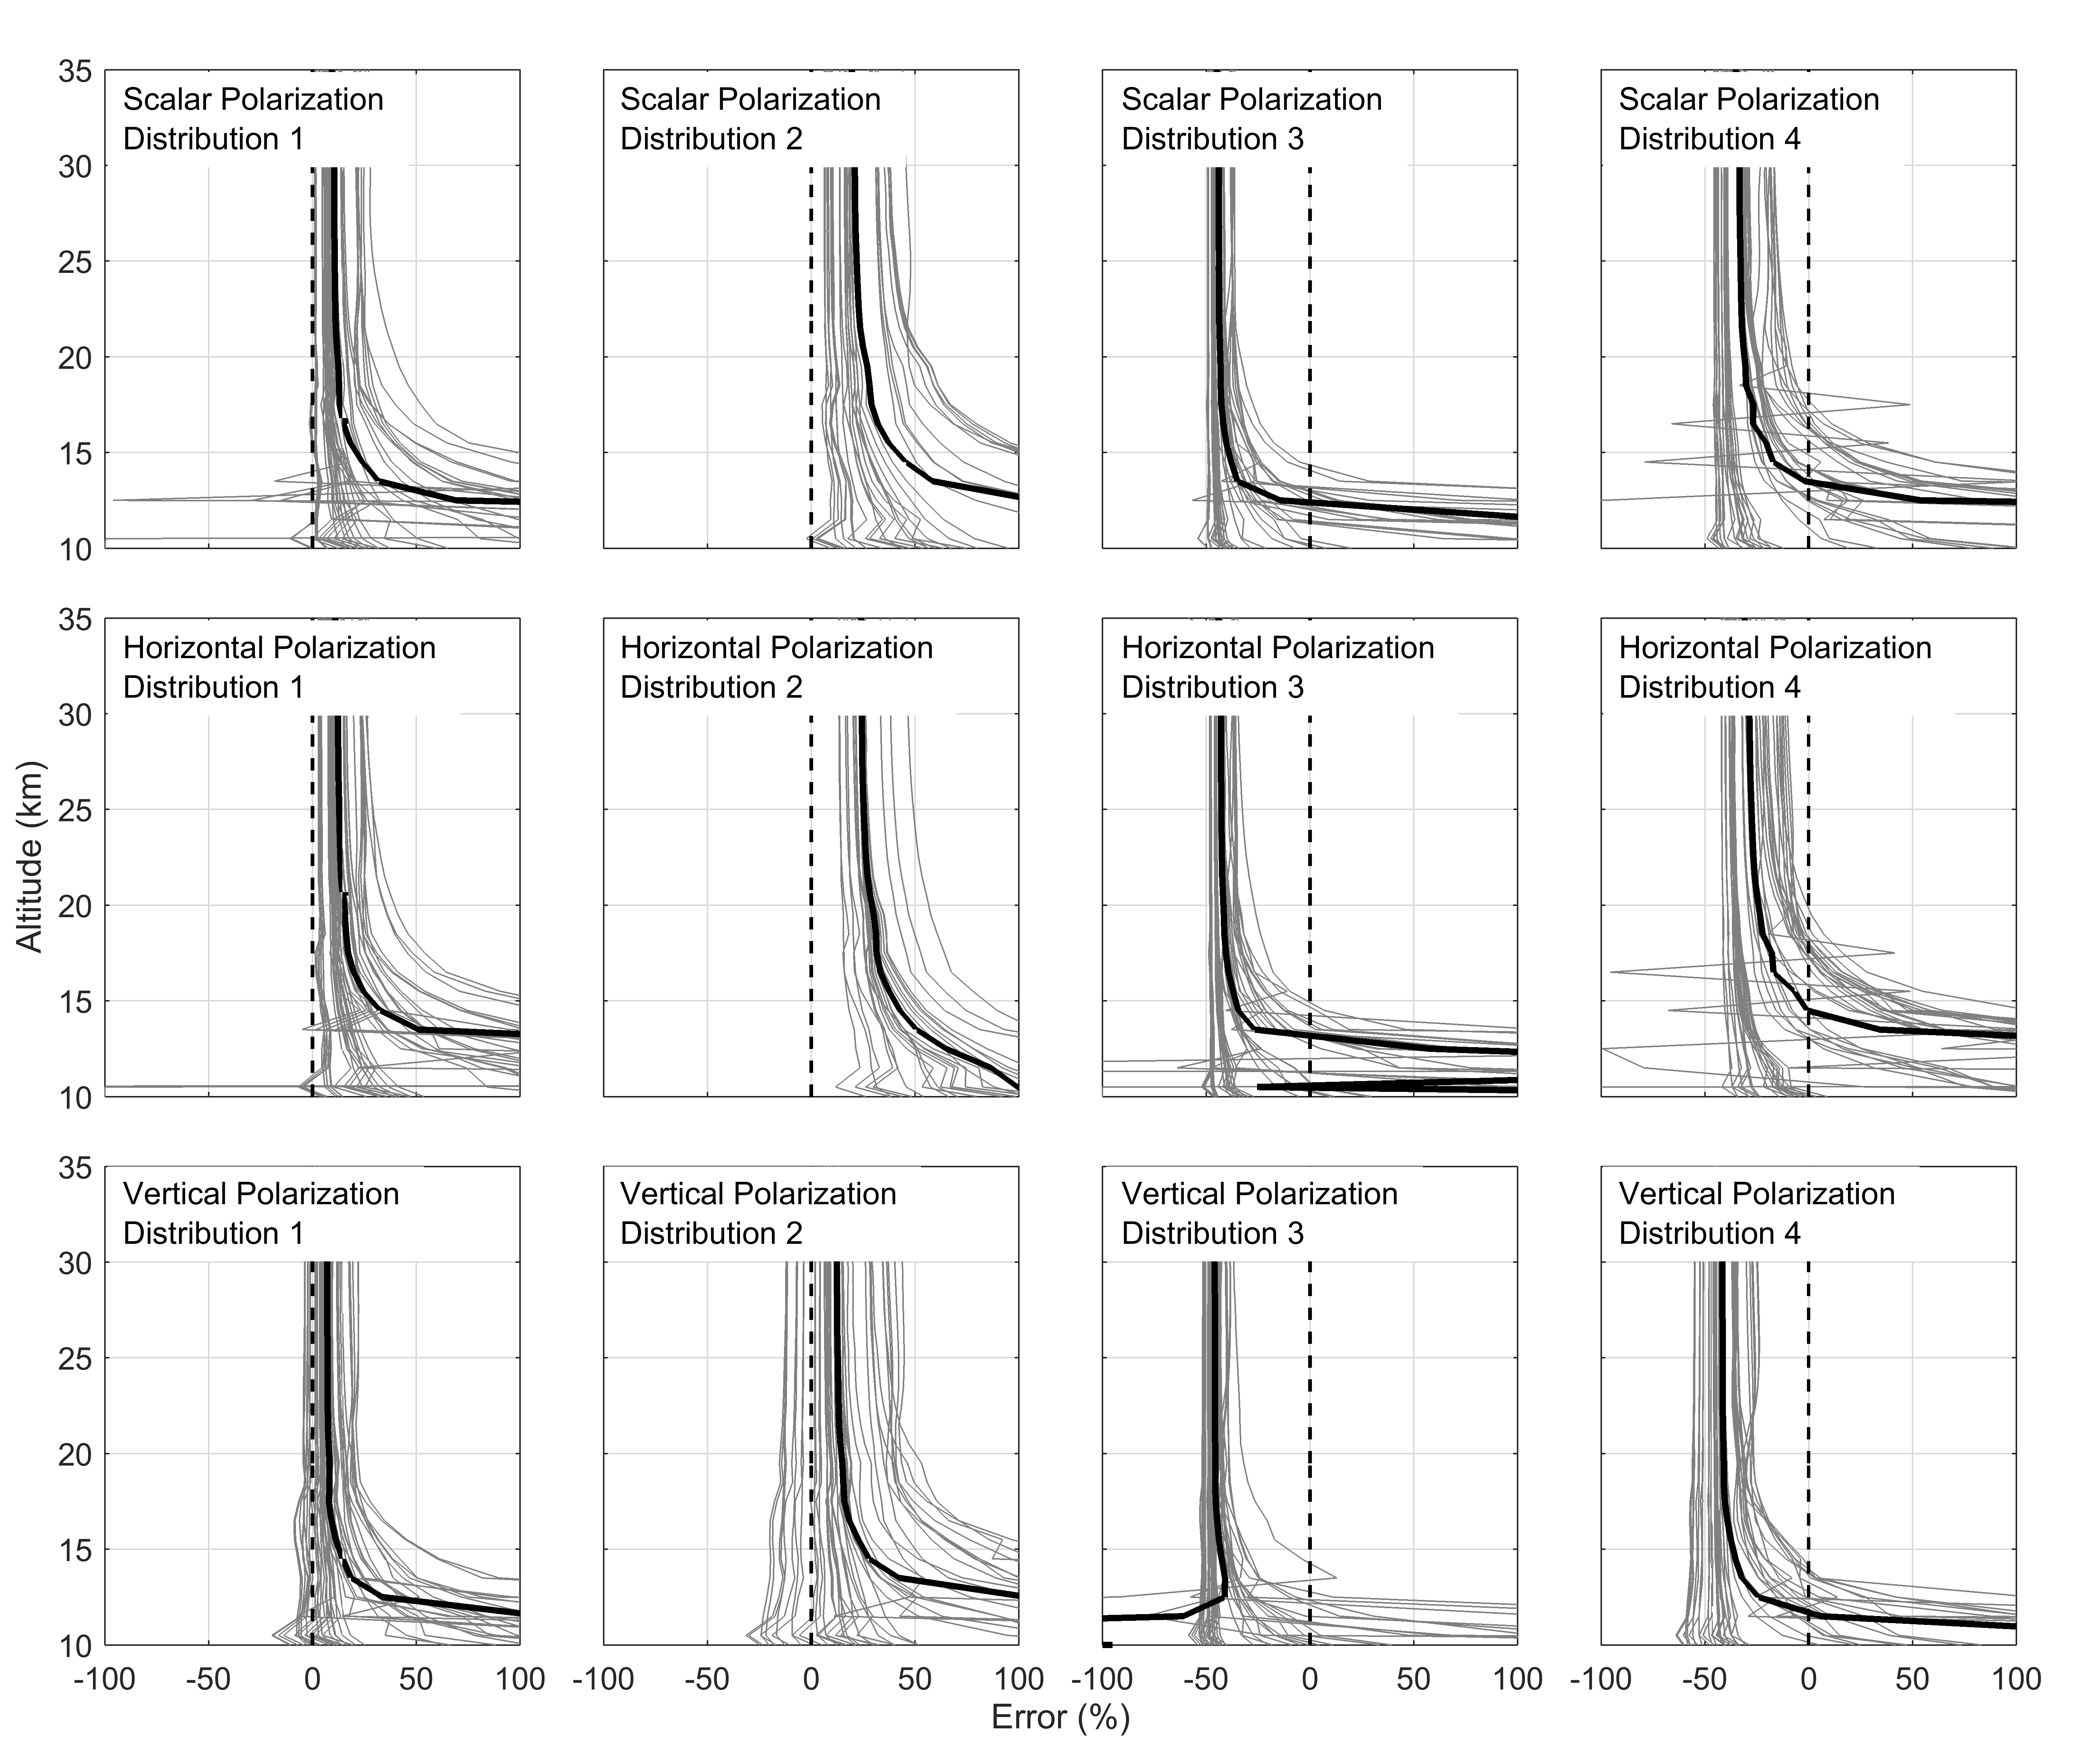 Scalar Polarization
Distribution 1
Scalar Polarization
Distribution 2
Scalar Polarization
Distribution 3
Scalar Polarization
Distribution 4
35
30
25
20
15
10
Horizontal Polarization
Distribution 1
Horizontal Polarization
Distribution 2
Horizontal Polarization
Distribution 3
Horizontal Polarization
Distribution 4
35
30
25
20
15
10
Altitude (km)
Vertical Polarization
Distribution 1
Vertical Polarization
Distribution 2
Vertical Polarization
Distribution 3
Vertical Polarization
Distribution 4
35
30
25
20
15
10
-100 -50 0 50 100
-100 -50 0 50 100
-100 -50 0 50 100
-100 -50 0 50 100
Error (%)